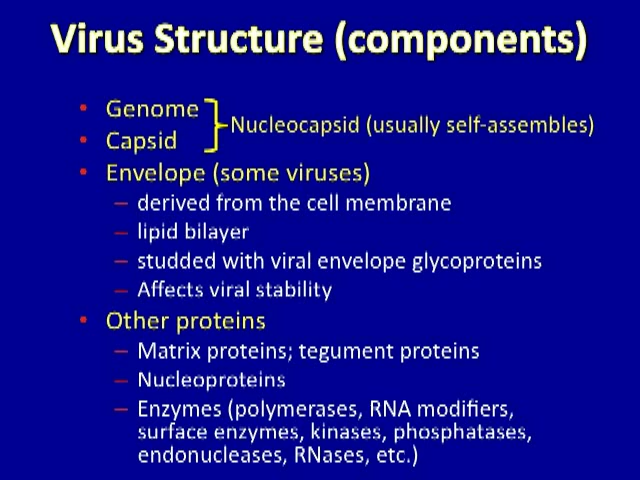 Virus Structure (components)
• Genome
• Capsid
Nucleocapsid (usually self-assembles)
• Envelope (some viruses)
– derived from the cell membrane
– lipid bilayer
– studded with viral envelope glycoproteins
– Affects viral stability
• Other proteins
– Matrix proteins; tegument proteins
– Nucleoproteins
– Enzymes (polymerases, RNA modifiers,
surface enzymes, kinases, phosphatases,
endonucleases, RNases, etc.)